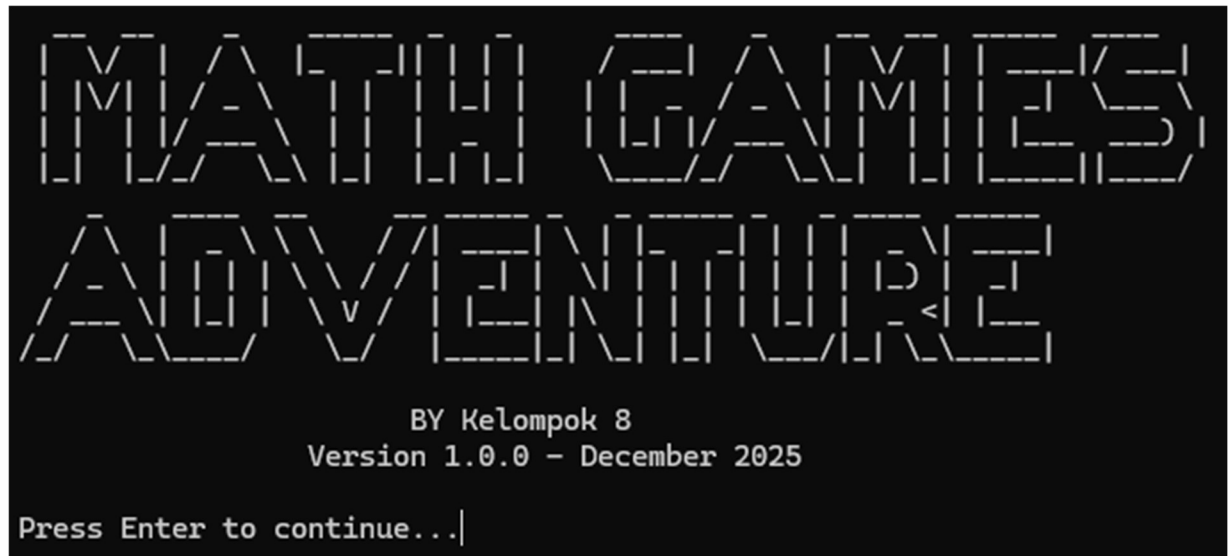 MATH GAMES
ADVENTURE
BY Kelompok 8
Version 1.0.0 - December 2025
Press Enter to continue...